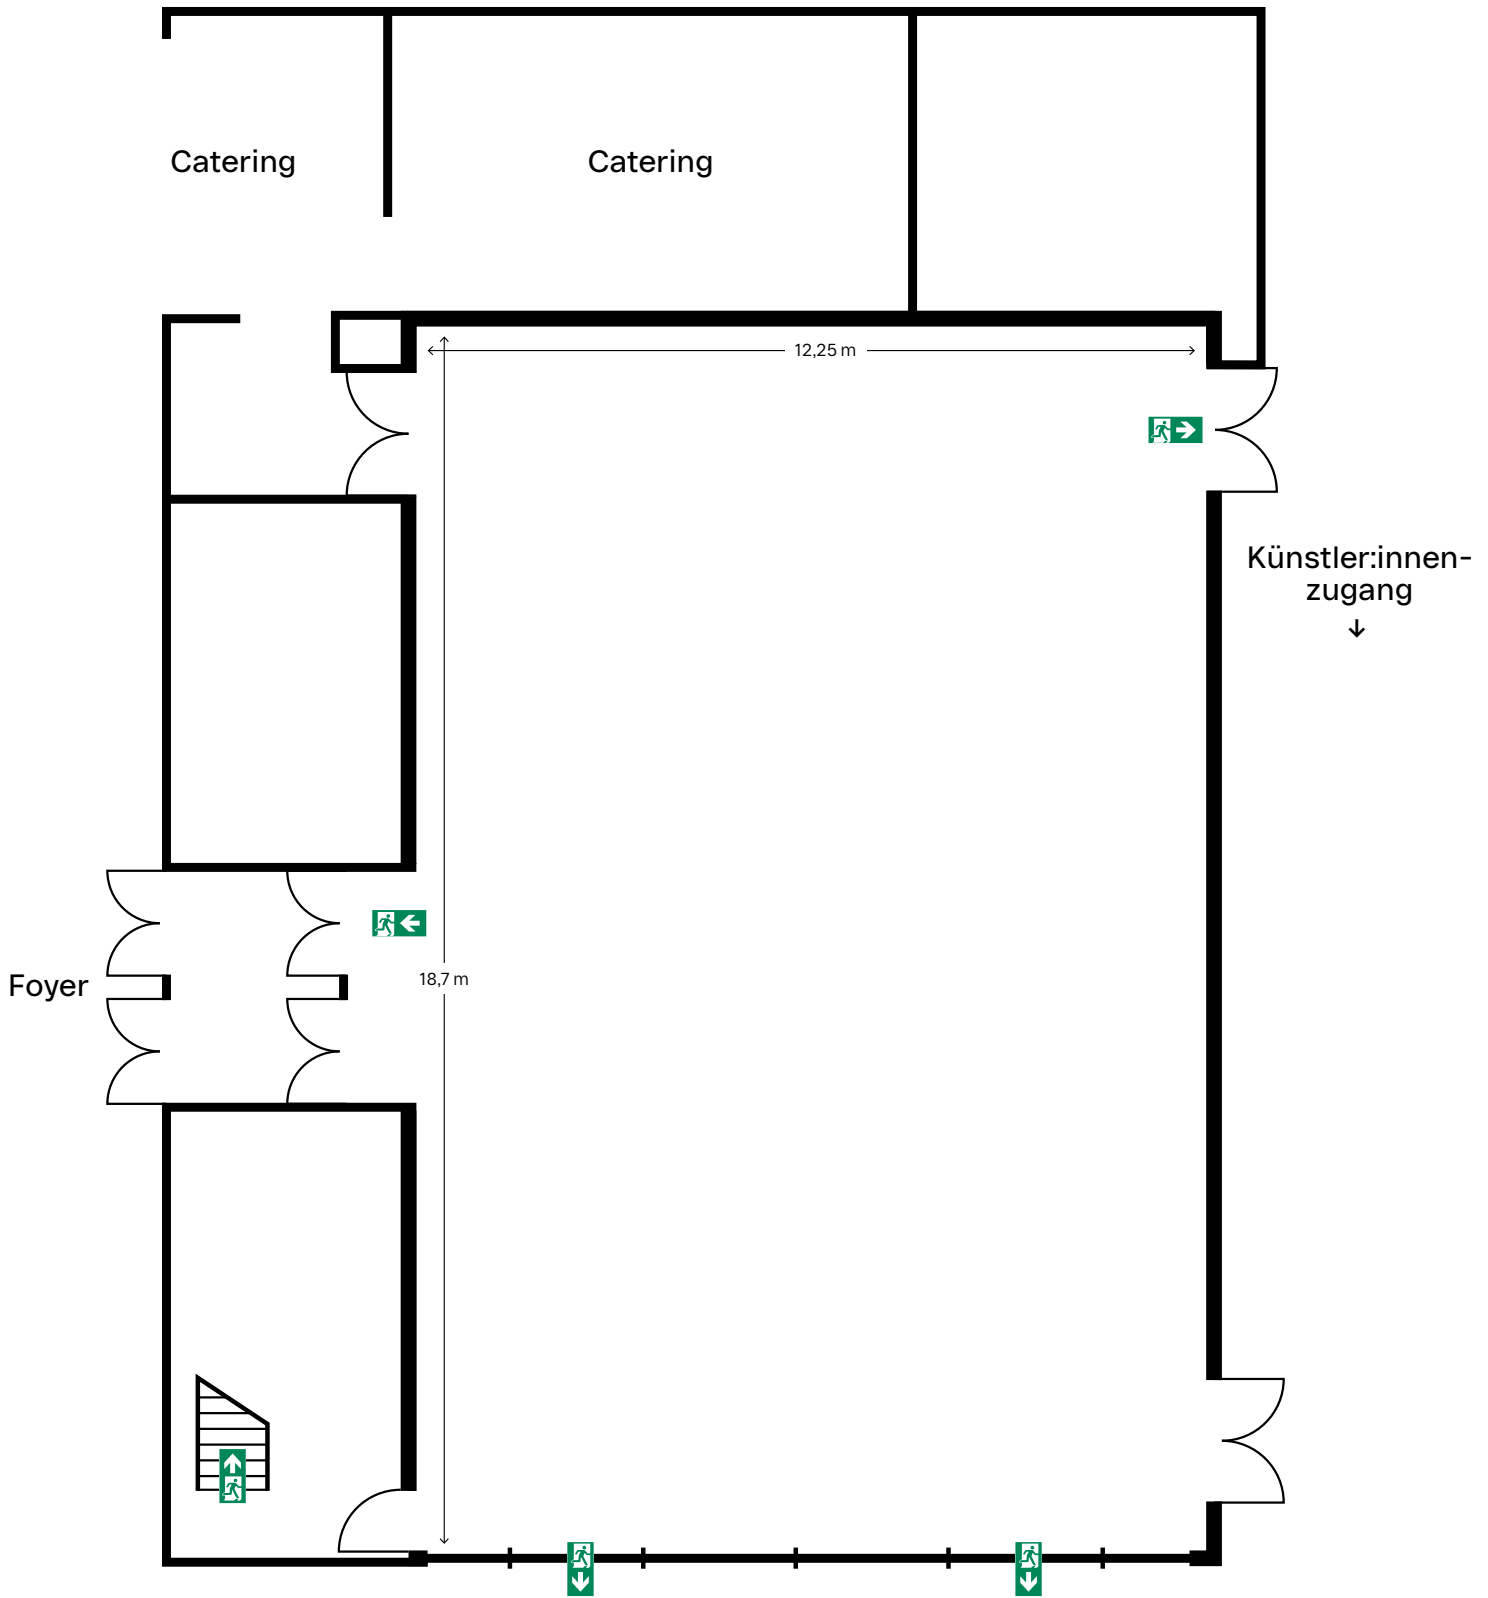 Catering
Catering
12,25 m
Künstler:innen-
zugang
↓
18,7 m
Foyer